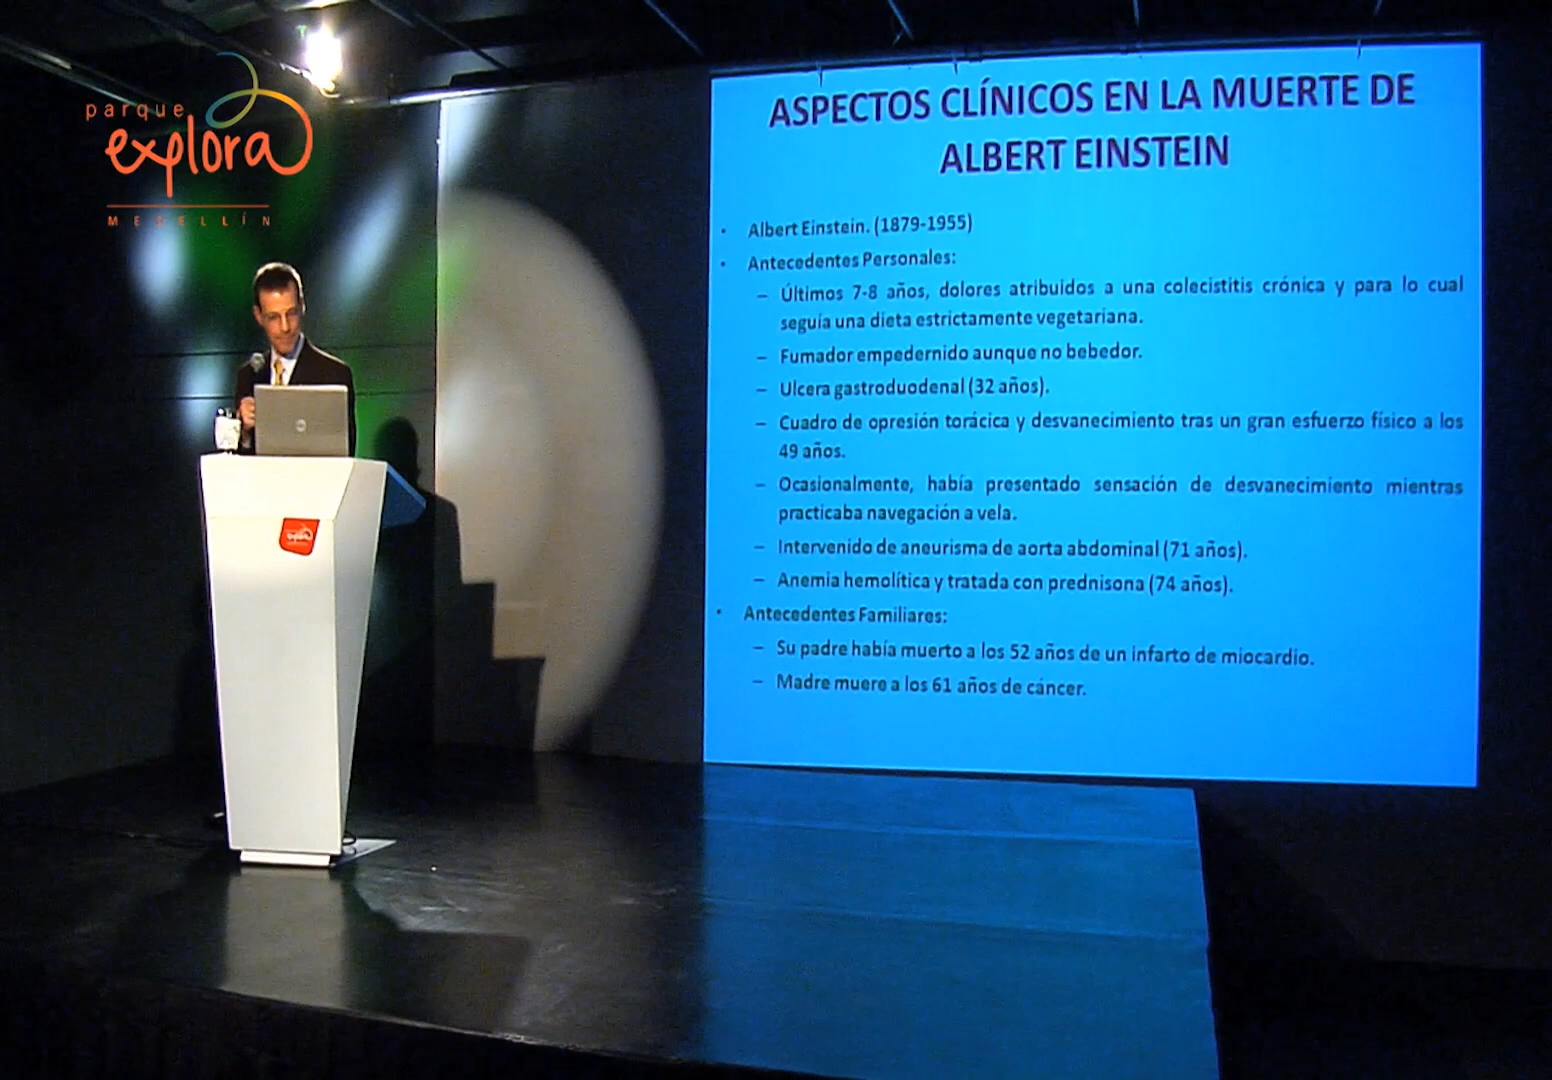 parque
explora
MEDELLÍN
ASPECTOS CLÍNICOS EN LA MUERTE DE
ALBERT EINSTEIN
• Albert Einstein. (1879-1955)
• Antecedentes Personales:
– Últimos 7-8 años, dolores atribuidos a una colecistitis crónica y para lo cual
seguía una dieta estrictamente vegetariana.
– Fumador empedernido aunque no bebedor.
– Ulcera gastroduodenal (32 años).
– Cuadro de opresión torácica y desvanecimiento tras un gran esfuerzo físico a los
49 años.
– Ocasionalmente, había presentado sensación de desvanecimiento mientras
practicaba navegación a vela.
– Intervenido de aneurisma de aorta abdominal (71 años).
– Anemia hemolítica y tratada con prednisona (74 años).
• Antecedentes Familiares:
– Su padre había muerto a los 52 años de un infarto de miocardio.
– Madre muere a los 61 años de cáncer.
explora